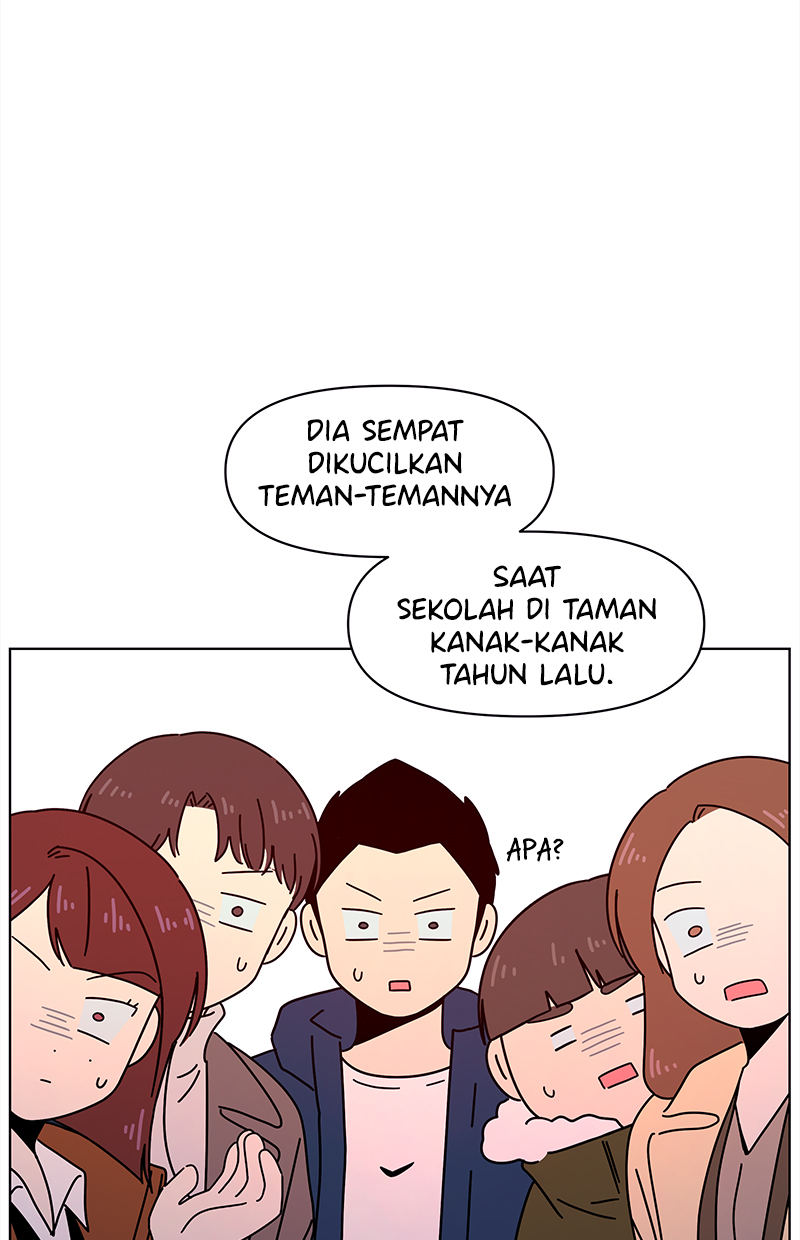 DIA SEMPAT
DIKUCILKAN
TEMAN-TEMANNYA
SAAT
SEKOLAH DI TAMAN
KANAK-KANAK
TAHUN LALU.
APA?